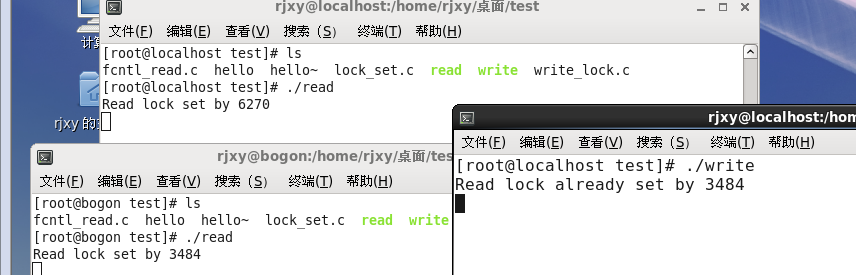 rjxy@localhost:/home/rjxy/桌面/test
文件(F) 编辑(E) 查看(V) 搜索 (S) 终端(T) 帮助(H)
[root@localhost test]# ls
fcntl_read.c hello hello~ lock_set.c read write write_lock.c
[root@localhost test]# ./read
Read lock set by 6270
计算
rjxy 的
rjxy@bogon:/home/rjxy/桌面/tes
文件(F) 编辑(E) 查看(V) 搜索 (S) 终端(T) 帮助(H)
[root@bogon test]# ls
fcntl_read.c hello hello~ lock_set.c read write
[root@bogon test]# ./read
Read lock set by 3484
rjxy@localhost:/hom
文件(F) 编辑(E) 查看(V) 搜索 (S) 终端(T) 帮助(H)
[root@localhost test]# ./write
Read lock already set by 3484